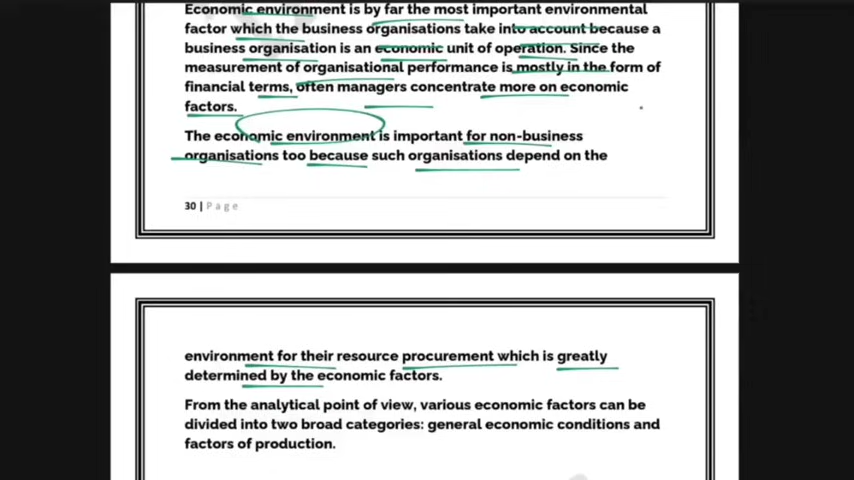 Economic environment is by far the most important environmental
factor which the business organisations take into account because a
business organisation is an economic unit of operation. Since the
measurement of organisational performance is mostly in the form of
financial terms, often managers concentrate more on economic
factors.
The economic environment is important for non-business
organisations too because such organisations depend on the
30 | Page
environment for their resource procurement which is greatly
determined by the economic factors.
From the analytical point of view, various economic factors can be
divided into two broad categories: general economic conditions and
factors of production.